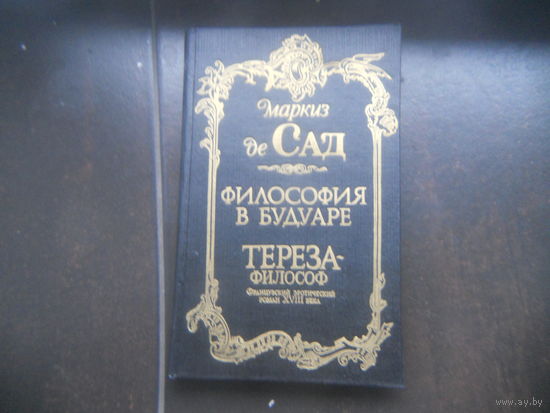 Маркиз
де САД
ФИЛОСОФИЯ
В БУДУАРЕ
ТЕРЕЗА-
ФИЛОСОФ
Французский эротический
роман XVIII века
www.ay.by